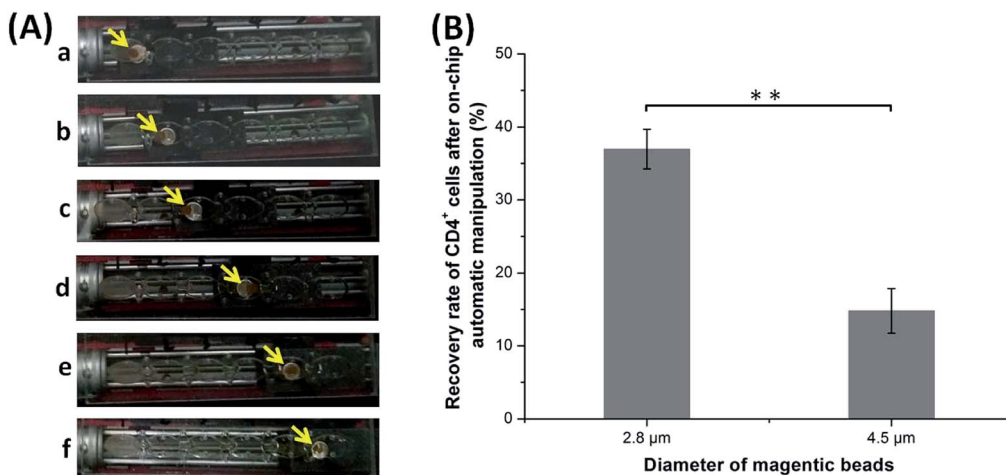 (A)
a
b
c
d
e
f
(B)
Recovery rate of CD4⁺ cells after on-chip
automatic manipulation (%)
50
40
30
20
10
0
**
2.8 µm
4.5 µm
Diameter of magentic beads